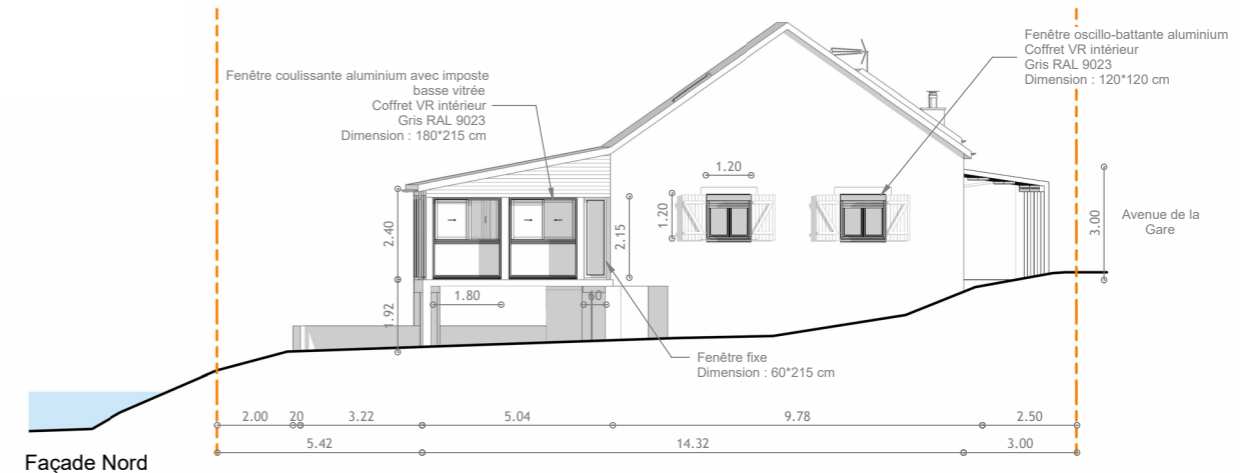 Fenêtre oscillo-battante aluminium
Coffret VR intérieur
Gris RAL 9023
Dimension : 120*120 cm
Fenêtre coulissante aluminium avec imposte
basse vitrée
Coffret VR intérieur
Gris RAL 9023
Dimension : 180*215 cm
1.20
1.20
2.40
2.15
3.00
Avenue de la
Gare
1.92
1.80
60
Fenêtre fixe
Dimension : 60*215 cm
2.00
20
3.22
5.04
9.78
2.50
5.42
14.32
3.00
Façade Nord